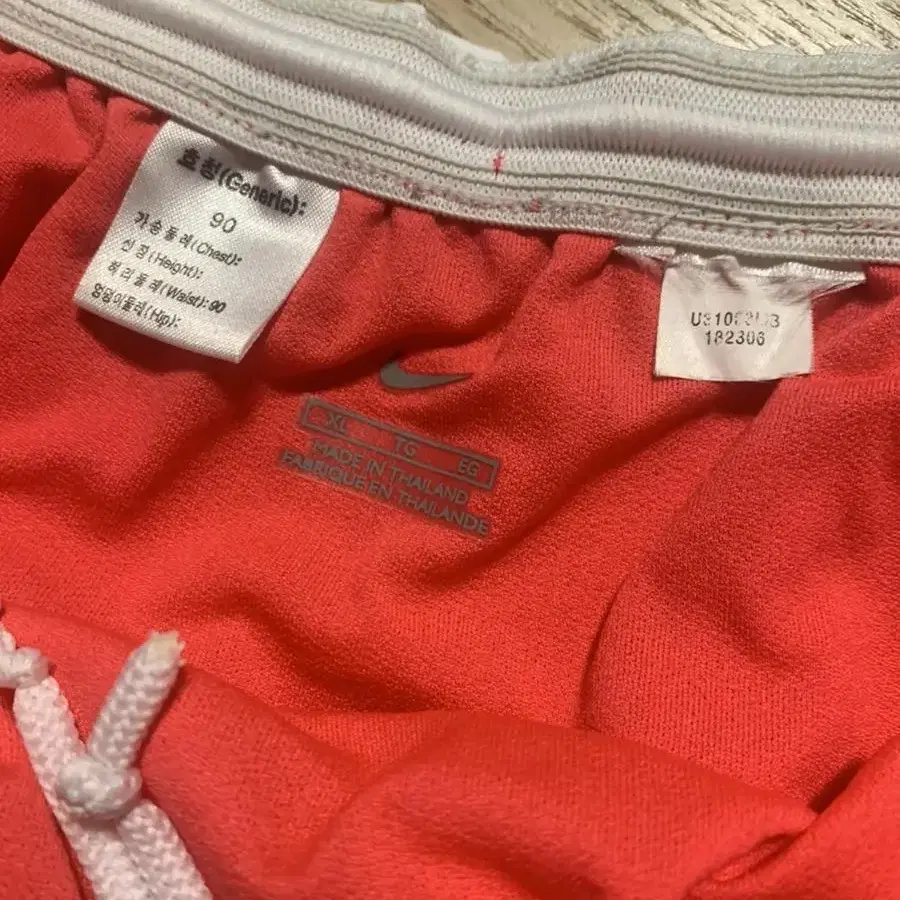 호칭(Generic):
90
가슴둘레(Chest):
신 장(Height):
허리둘레(Waist):90
엉덩이둘레(Hip):
XL TG EG
MADE IN THAILAND
FABRIQUE EN THAILANDE
182306